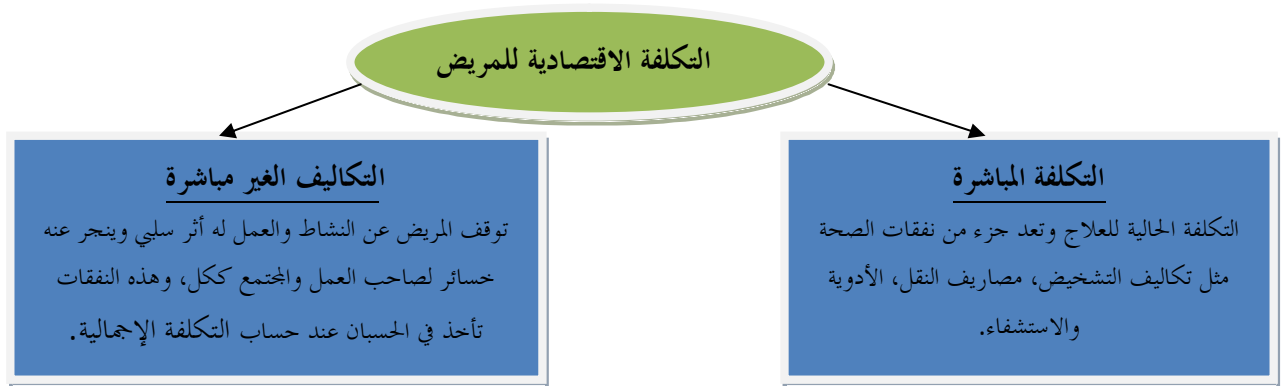 التكلفة الاقتصادية للمريض
التكلفة المباشرة
التكلفة الحالية للعلاج وتعد جزء من نفقات الصحة
مثل تكاليف التشخيض، مصاريف النقل، الأدوية
والاستشفاء.
التكاليف الغير مباشرة
توقف المريض عن النشاط والعمل له أثر سلبي وينجر عنه
خسائر لصاحب العمل والمجتمع ككل، وهذه النفقات
تأخذ في الحسبان عند حساب التكلفة الإجمالية.